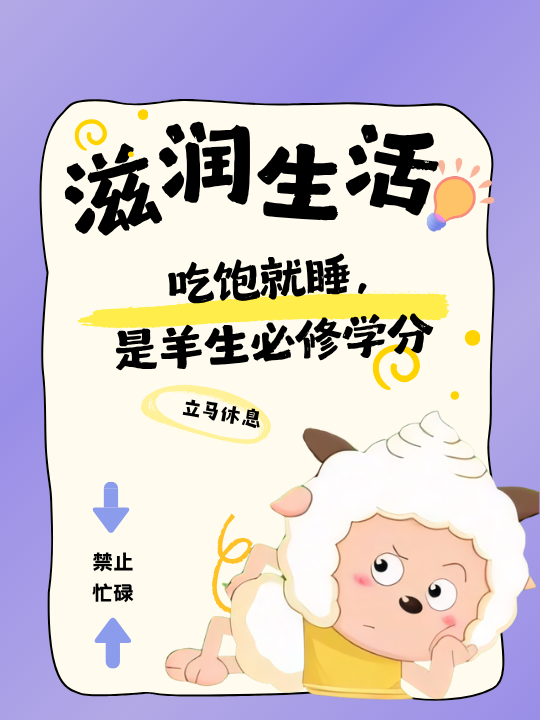 滋润生活
吃饱就睡，
是羊生必修学分
立马休息
禁止
忙碌